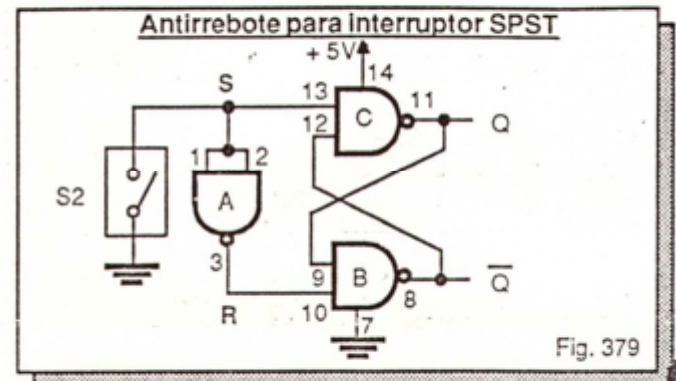 Antirrebote para interruptor SPST
+ 5V
14
S
13
11
C
Q
12
1
2
S2
A
3
9
B
8
Q
R
10
7
Fig. 379